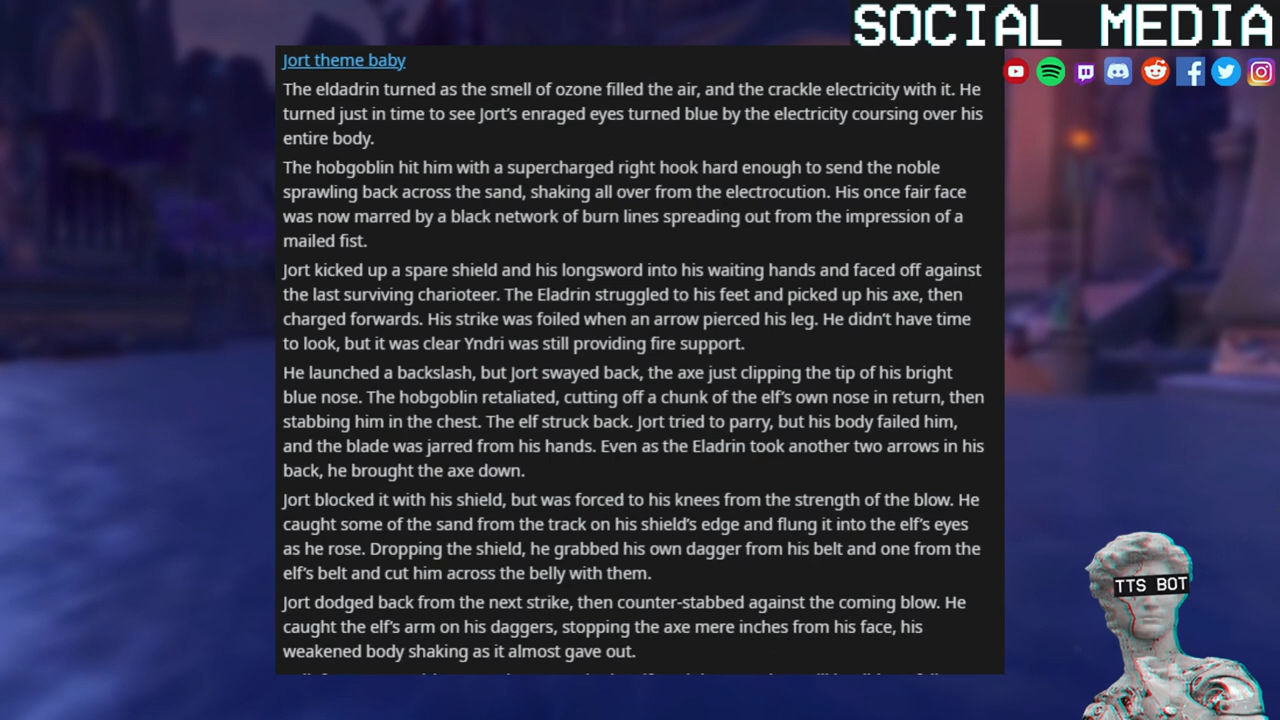 SOCIAL MEDIA
Jort theme baby
The eldadrin turned as the smell of ozone filled the air, and the crackle electricity with it. He
turned just in time to see Jort's enraged eyes turned blue by the electricity coursing over his
entire body.
The hobgoblin hit him with a supercharged right hook hard enough to send the noble
sprawling back across the sand, shaking all over from the electrocution. His once fair face
was now marred by a black network of burn lines spreading out from the impression of a
mailed fist.
Jort kicked up a spare shield and his longsword into his waiting hands and faced off against
the last surviving charioteer. The Eladrin struggled to his feet and picked up his axe, then
charged forwards. His strike was foiled when an arrow pierced his leg. He didn't have time
to look, but it was clear Yndri was still providing fire support.
He launched a backslash, but Jort swayed back, the axe just clipping the tip of his bright
blue nose. The hobgoblin retaliated, cutting off a chunk of the elf's own nose in return, then
stabbing him in the chest. The elf struck back. Jort tried to parry, but his body failed him,
and the blade was jarred from his hands. Even as the Eladrin took another two arrows in his
back, he brought the axe down.
Jort blocked it with his shield, but was forced to his knees from the strength of the blow. He
caught some of the sand from the track on his shield's edge and flung it into the elf's eyes
as he rose. Dropping the shield, he grabbed his own dagger from his belt and one from the
elf's belt and cut him across the belly with them.
Jort dodged back from the next strike, then counter-stabbed against the coming blow. He
caught the elf's arm on his daggers, stopping the axe mere inches from his face, his
weakened body shaking as it almost gave out.
TTS BOT